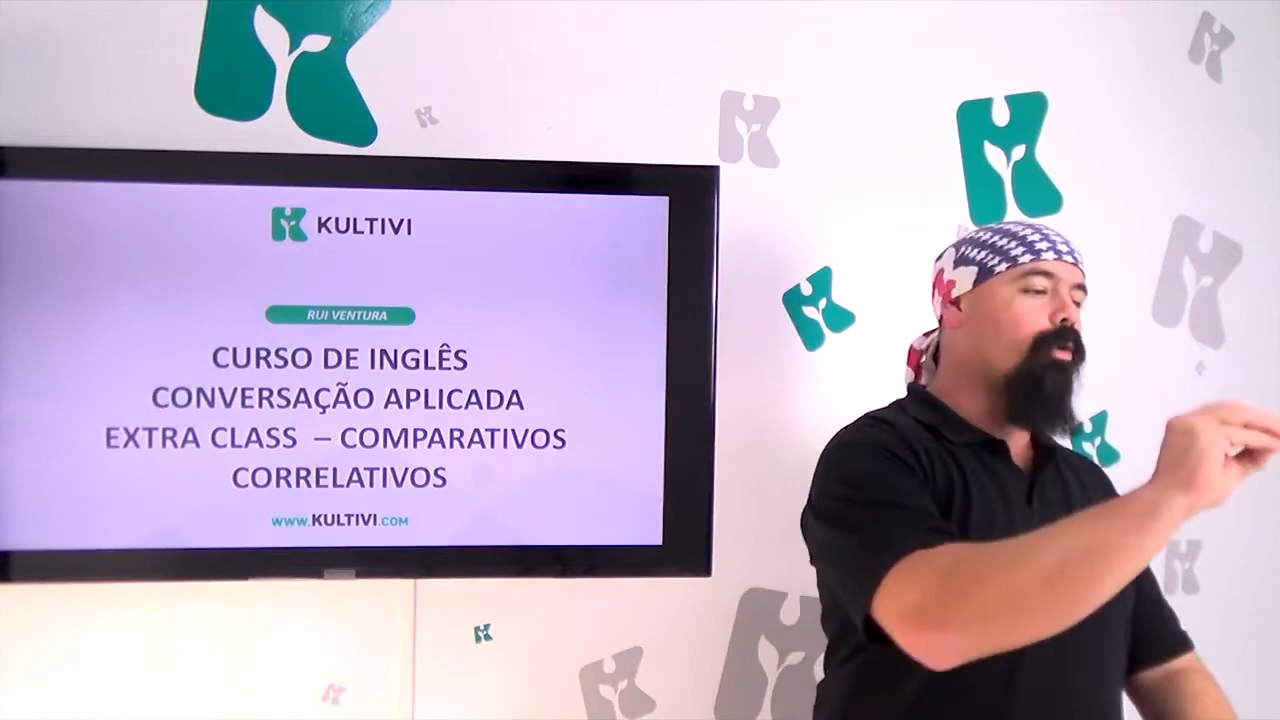 KULTIVI
RUI VENTURA
CURSO DE INGLÊS
CONVERSAÇÃO APLICADA
EXTRA CLASS – COMPARATIVOS
CORRELATIVOS
WWW.KULTIVI.COM